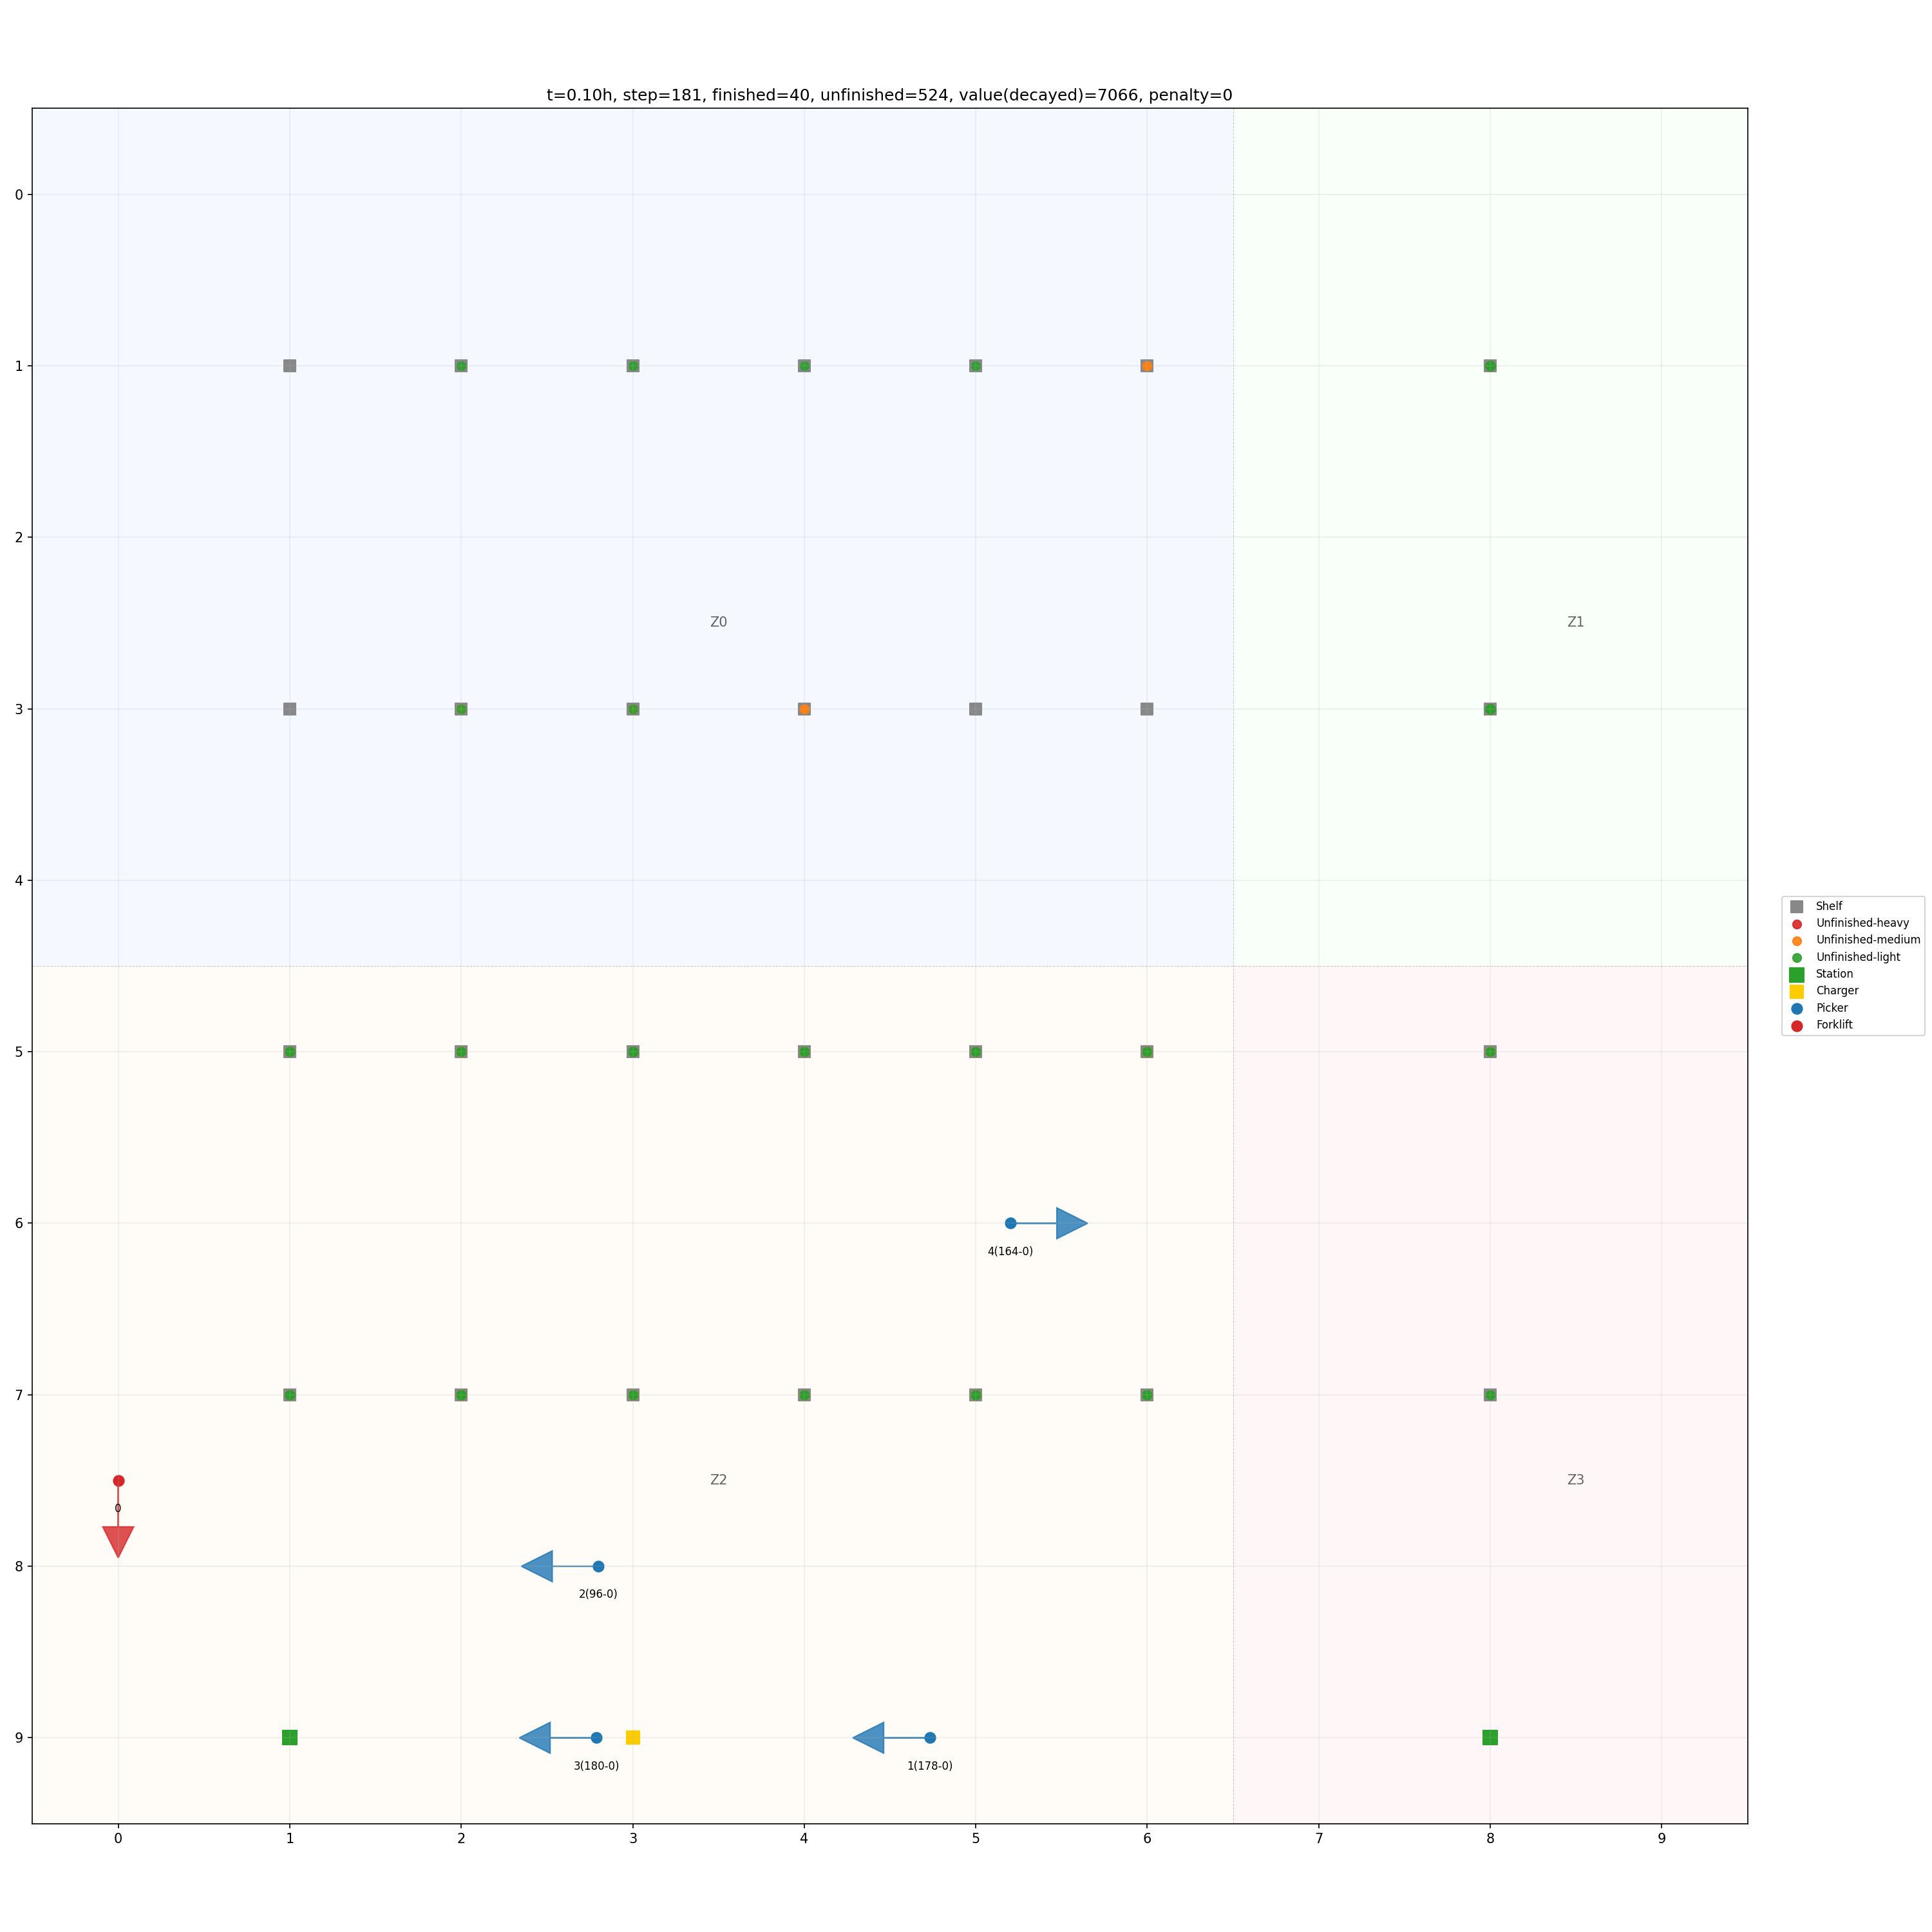 t=0.10h, step=181, finished=40, unfinished=524, value(decayed)=7066, penalty=0
0
1
2
Z0
Z1
3
4
Shelf
Unfinished-heavy
Unfinished-medium
Unfinished-light
Station
Charger
Picker
Forklift
5
6
4(164-0)
7
Z2
Z3
0
8
2(96-0)
9
3(180-0)
1(178-0)
0 1 2 3 4 5 6 7 8 9